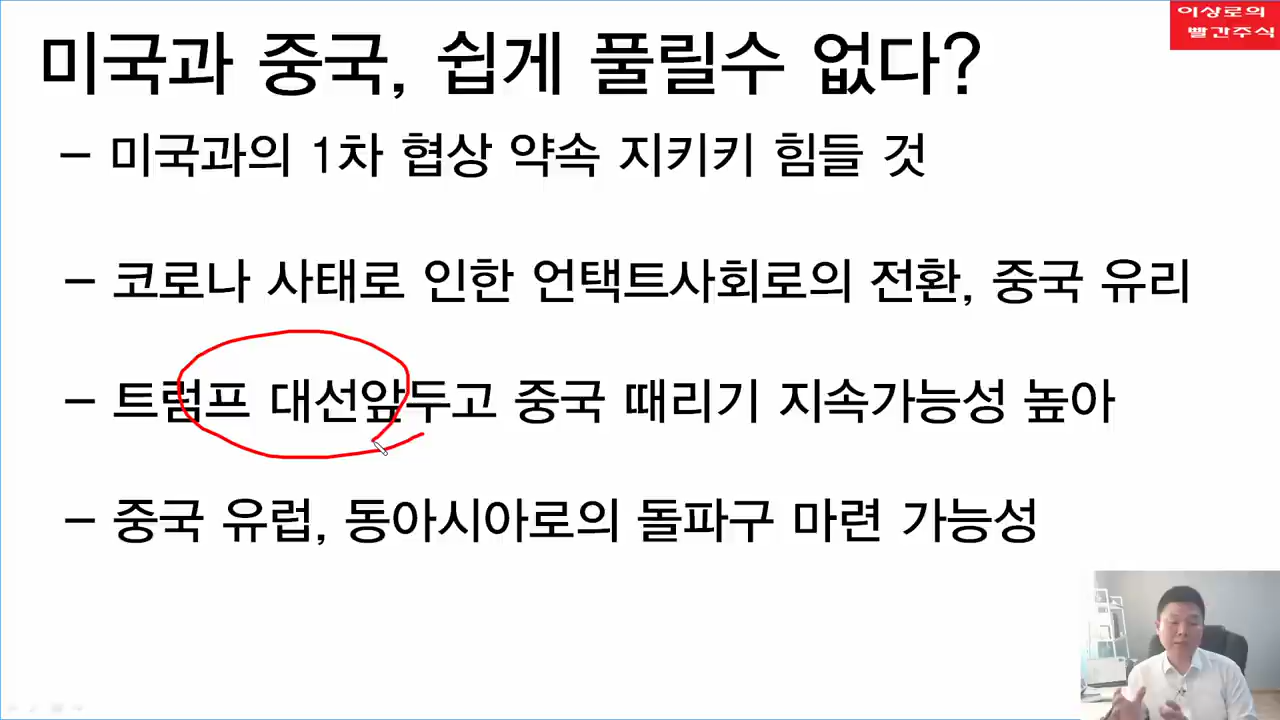 이상로의
빨간주식
미국과 중국, 쉽게 풀릴수 없다?
– 미국과의 1차 협상 약속 지키키 힘들 것
– 코로나 사태로 인한 언택트사회로의 전환, 중국 유리
– 트럼프 대선앞두고 중국 때리기 지속가능성 높아
– 중국 유럽, 동아시아로의 돌파구 마련 가능성